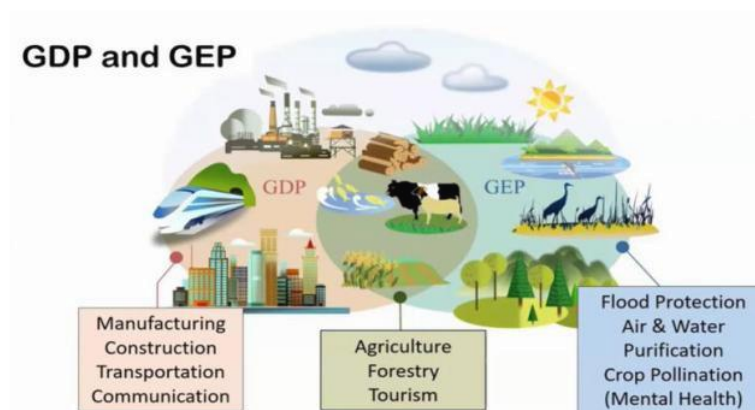 GDP and GEP
GDP
GEP
Manufacturing
Construction
Transportation
Communication
Agriculture
Forestry
Tourism
Flood Protection
Air & Water
Purification
Crop Pollination
(Mental Health)